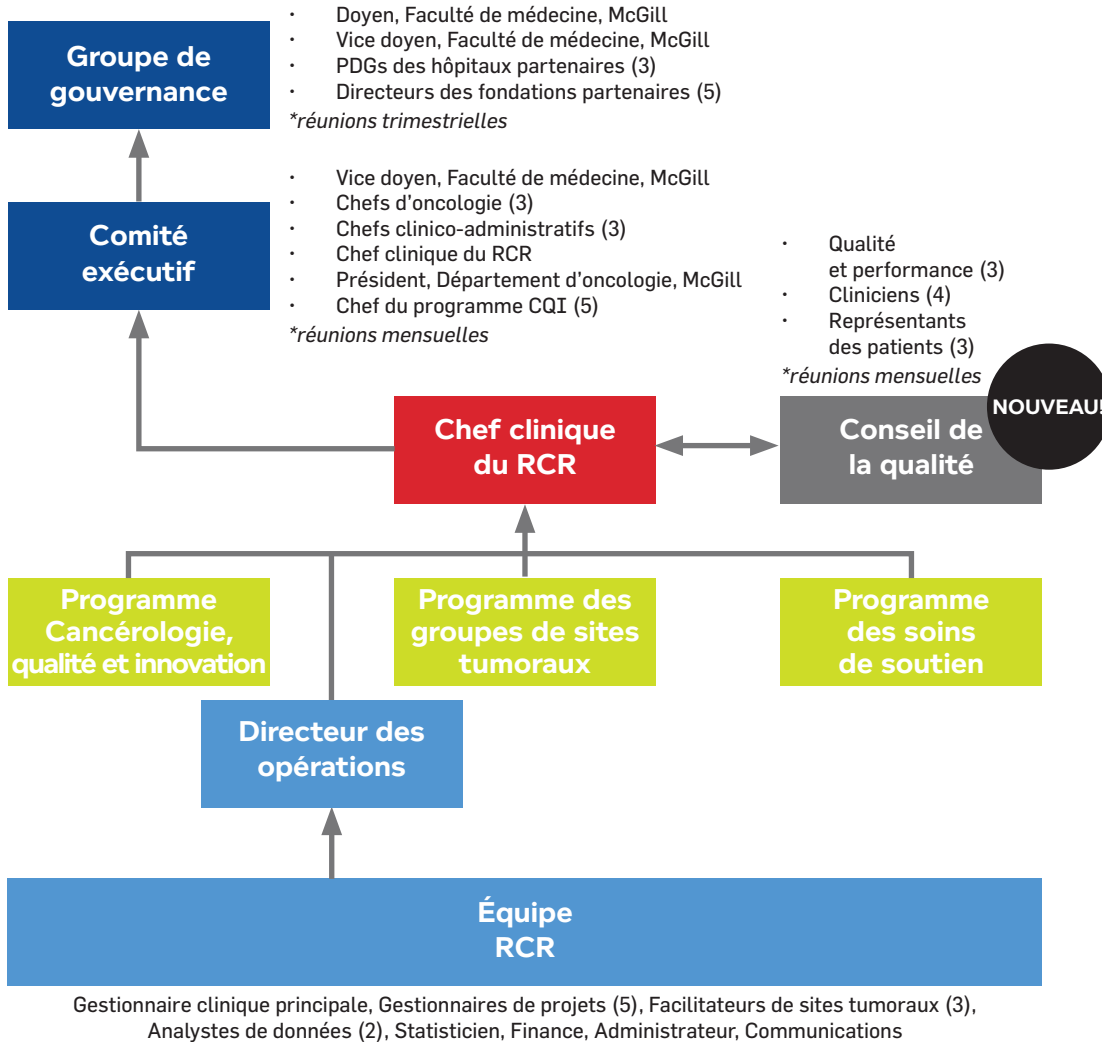 Groupe de
gouvernance
· Doyen, Faculté de médecine, McGill
· Vice doyen, Faculté de médecine, McGill
· PDGs des hôpitaux partenaires (3)
· Directeurs des fondations partenaires (5)
*réunions trimestrielles
Comité
exécutif
· Vice doyen, Faculté de médecine, McGill
· Chefs d'oncologie (3)
· Chefs clinico-administratifs (3)
· Chef clinique du RCR
· Président, Département d'oncologie, McGill
· Chef du programme CQI (5)
*réunions mensuelles
· Qualité
et performance (3)
· Cliniciens (4)
· Représentants
des patients (3)
*réunions mensuelles
NOUVEAU!
Chef clinique
du RCR
Conseil de
la qualité
Programme
Cancérologie,
qualité et innovation
Programme des
groupes de sites
tumoraux
Programme
des soins
de soutien
Directeur des
opérations
Équipe
RCR
Gestionnaire clinique principale, Gestionnaires de projets (5), Facilitateurs de sites tumoraux (3),
Analystes de données (2), Statisticien, Finance, Administrateur, Communications